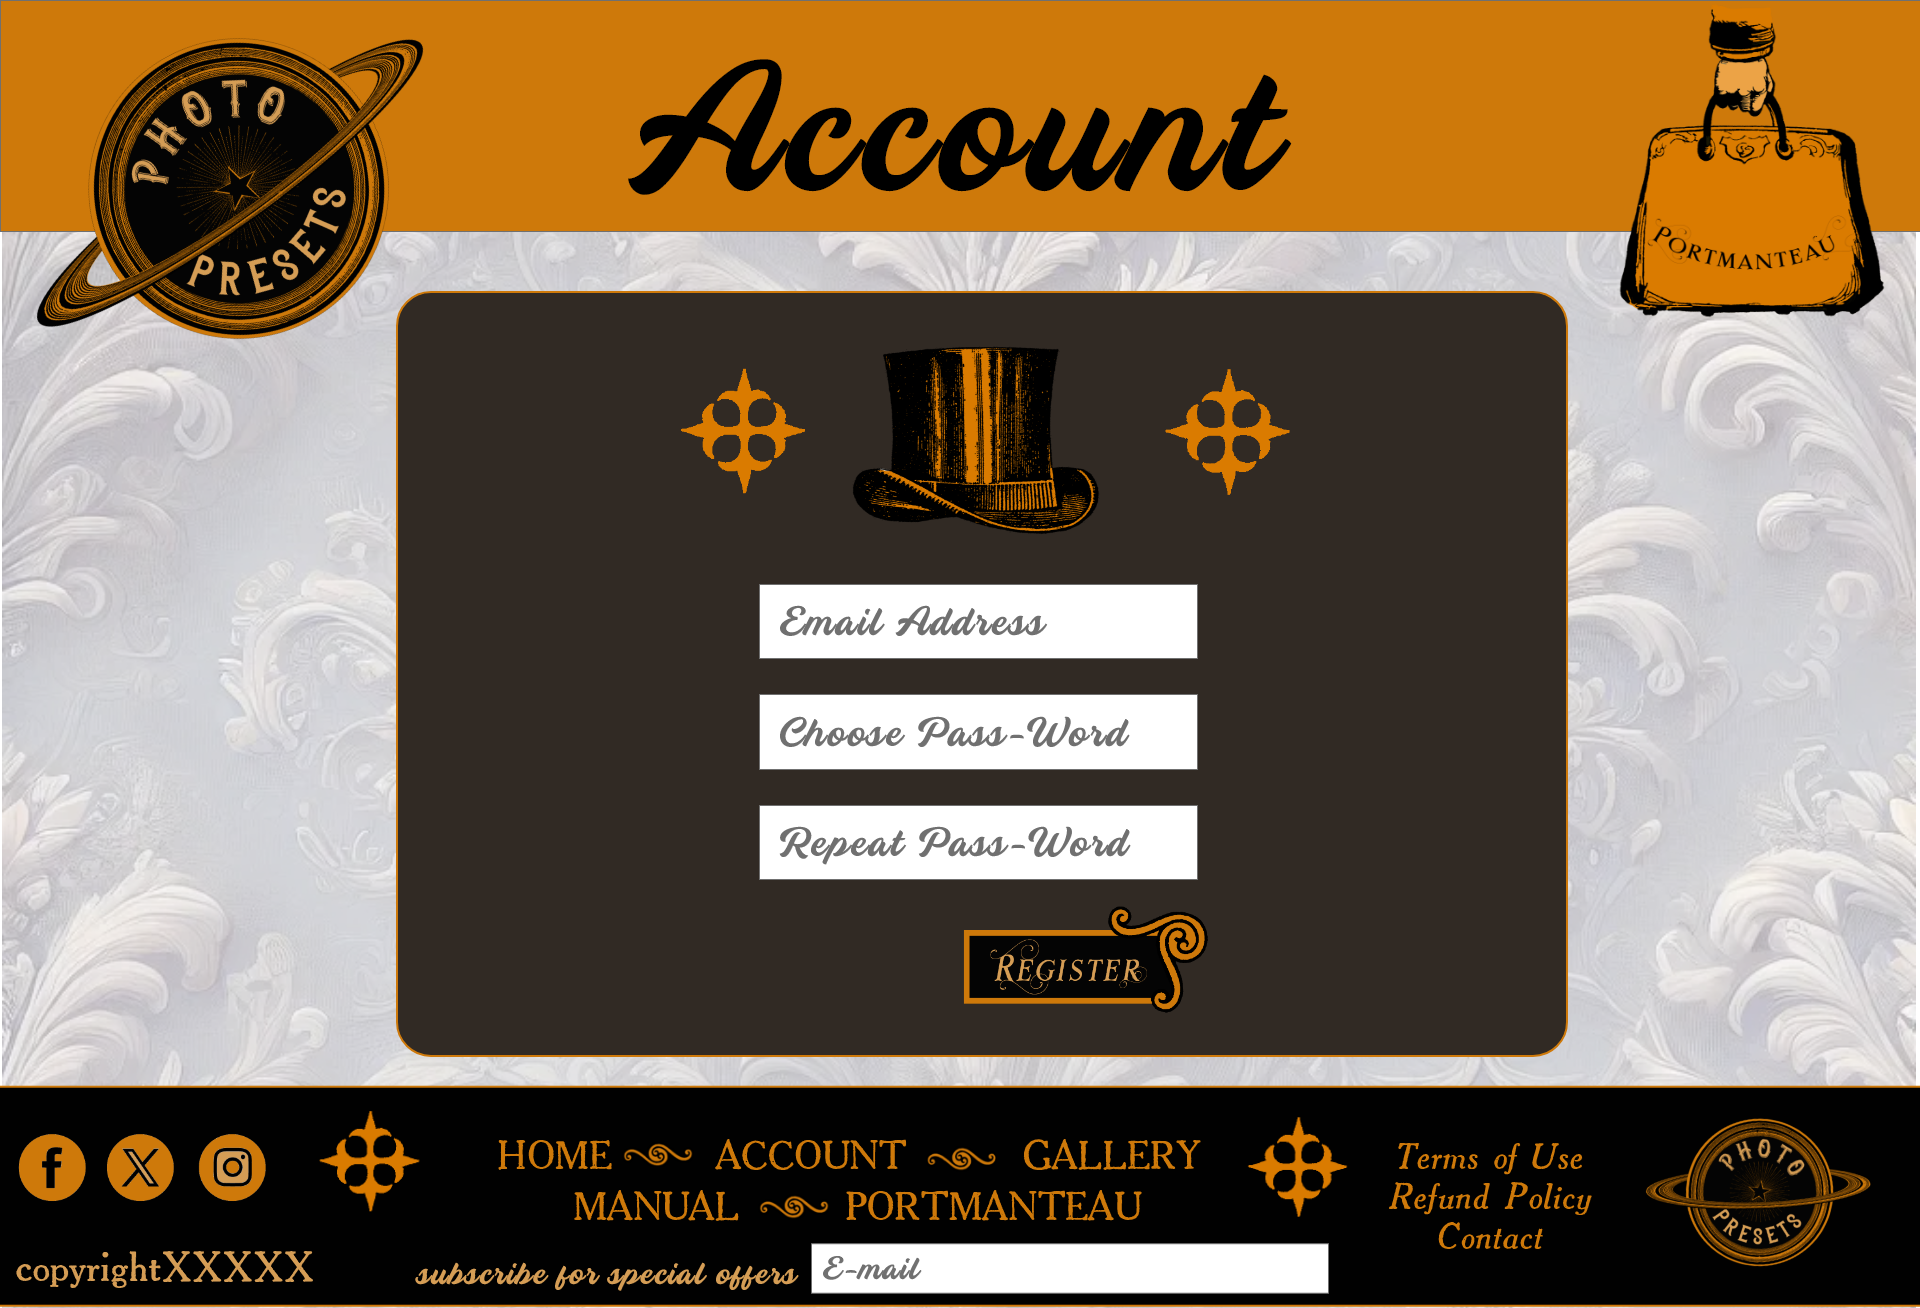 PHOTO
PRESETS
Account
PORTMANTEAU
Email Address
Choose Pass-Word
Repeat Pass-Word
REGISTER
HOME ACCOUNT GALLERY
MANUAL PORTMANTEAU
Terms of Use
Refund Policy
Contact
PHOTO
PRESETS
copyrightXXXXX
subscribe for special offers
E-mail